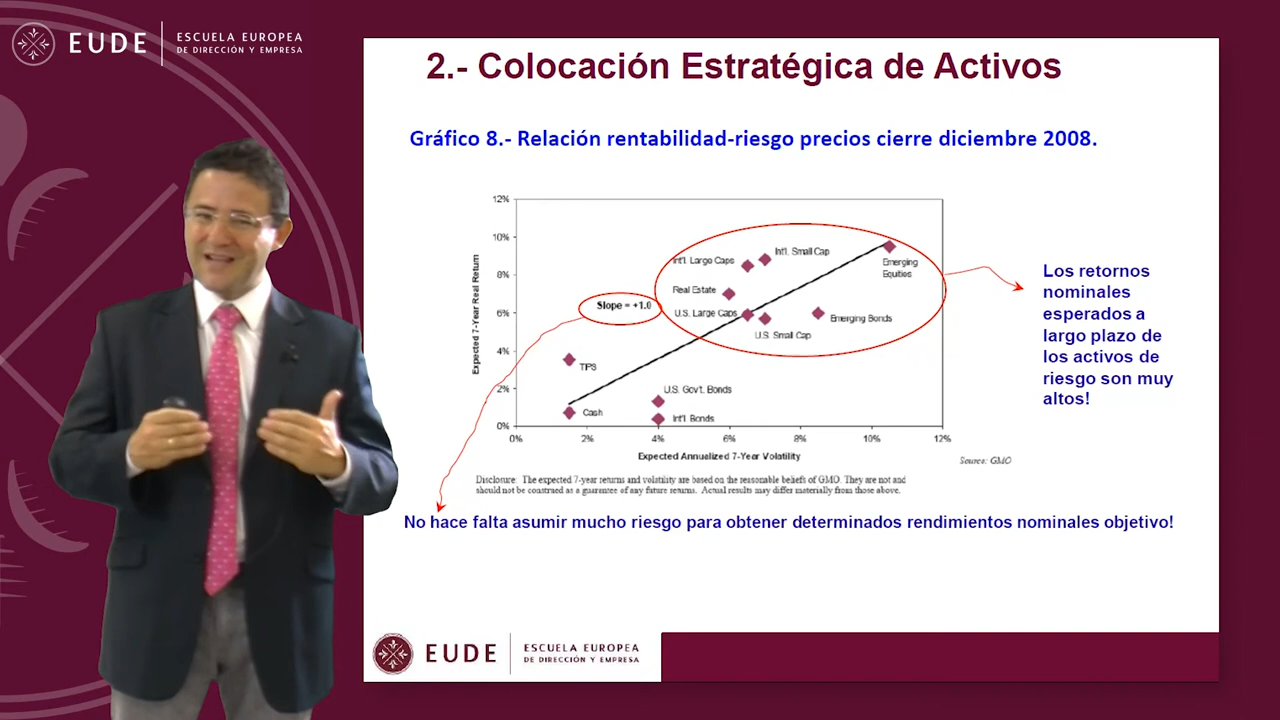 EUDE
ESCUELA EUROPEA
DE DIRECCIÓN Y EMPRESA
2.- Colocación Estratégica de Activos
Gráfico 8.- Relación rentabilidad-riesgo precios cierre diciembre 2008.
12%
10%
8%
6%
4%
2%
0%
Expected 7-Year Real Return
Int'l. Large Caps
Int'l. Small Cap
Emerging
Equities
Real Estate
Slope = +1.0
U.S. Large Caps
Emerging Bonds
U.S. Small Cap
TIPS
U.S. Gov't. Bonds
Cash
Int'l. Bonds
0%
2%
4%
6%
8%
10%
12%
Expected Annualized 7-Year Volatility
Source: GMO
Los retornos
nominales
esperados a
largo plazo de
los activos de
riesgo son muy
altos!
Disclosure: The expected 7-year returns and volatility are based on the reasonable beliefs of GMO. They are not and
should not be construed as a guarantee of any future returns. Actual results may differ materially from those above.
No hace falta asumir mucho riesgo para obtener determinados rendimientos nominales objetivo!
EUDE
ESCUELA EUROPEA
DE DIRECCIÓN Y EMPRESA